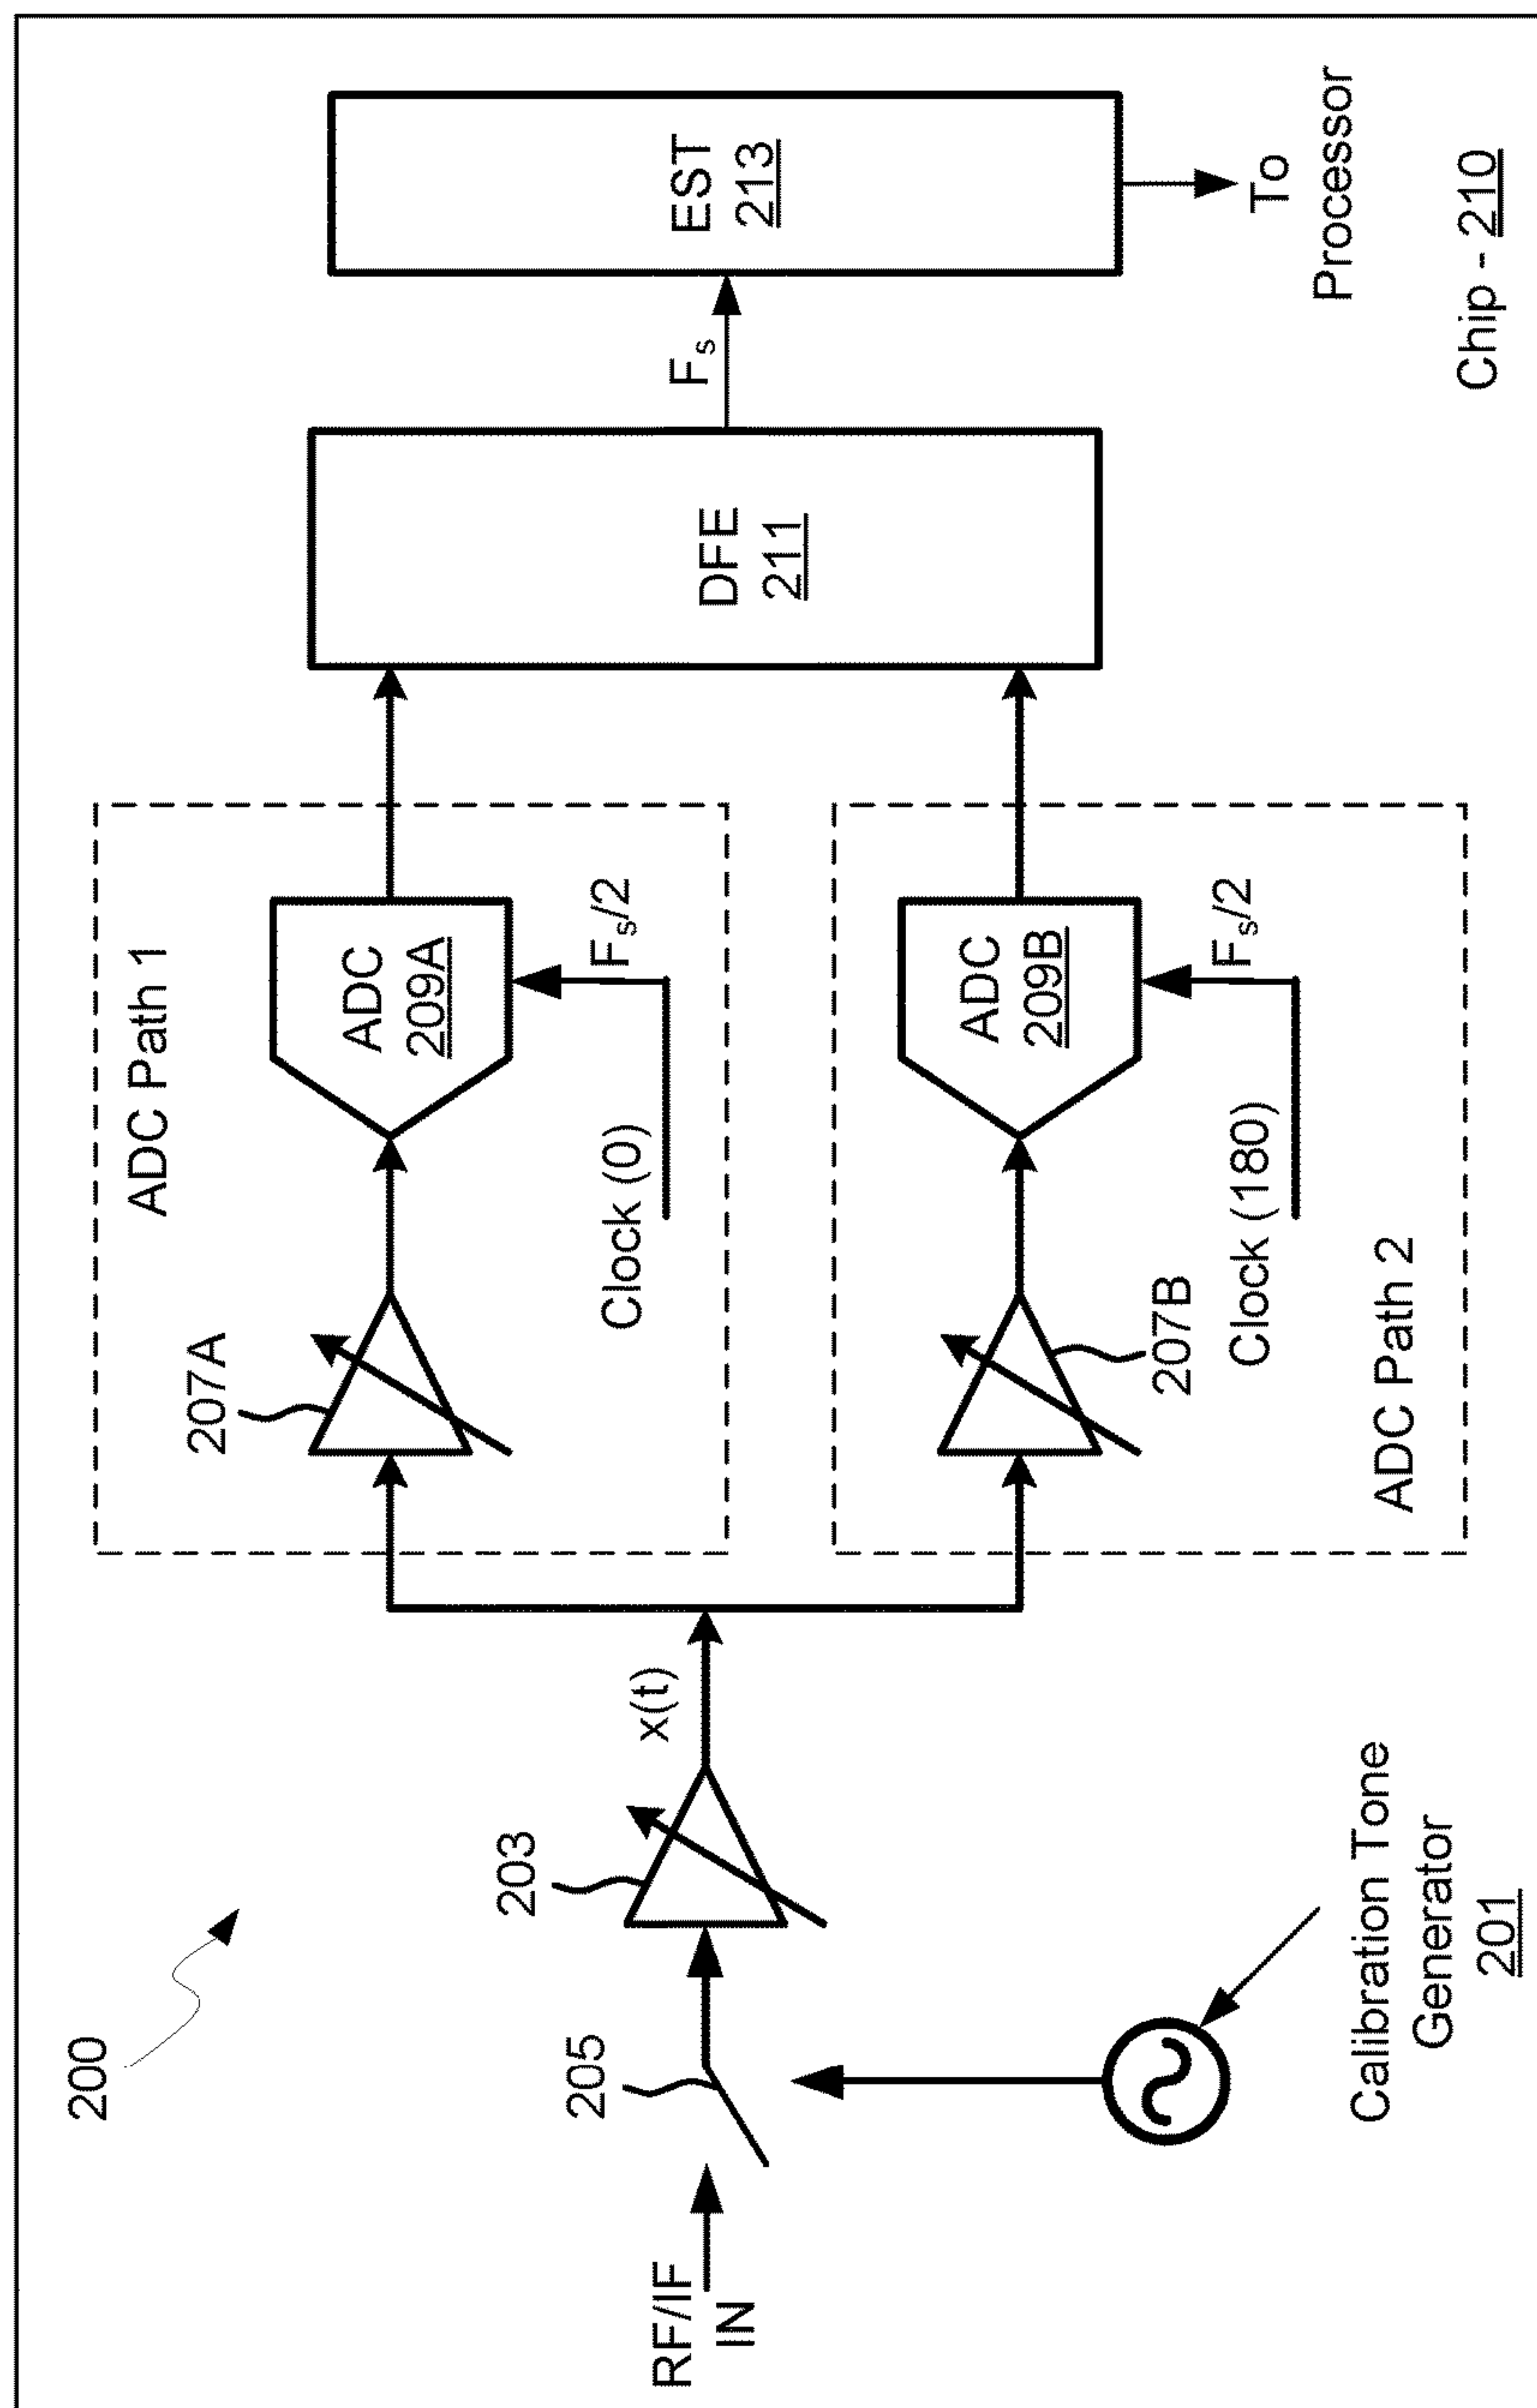 200
ADC Path 1
207A
ADC
209A
Clock (0)
Fs/2
RF/IF
IN
205
203
x(t)
DFE
211
Fs
EST
213
To
Processor
207B
ADC
209B
Clock (180)
Fs/2
ADC Path 2
Calibration Tone
Generator
201
Chip - 210